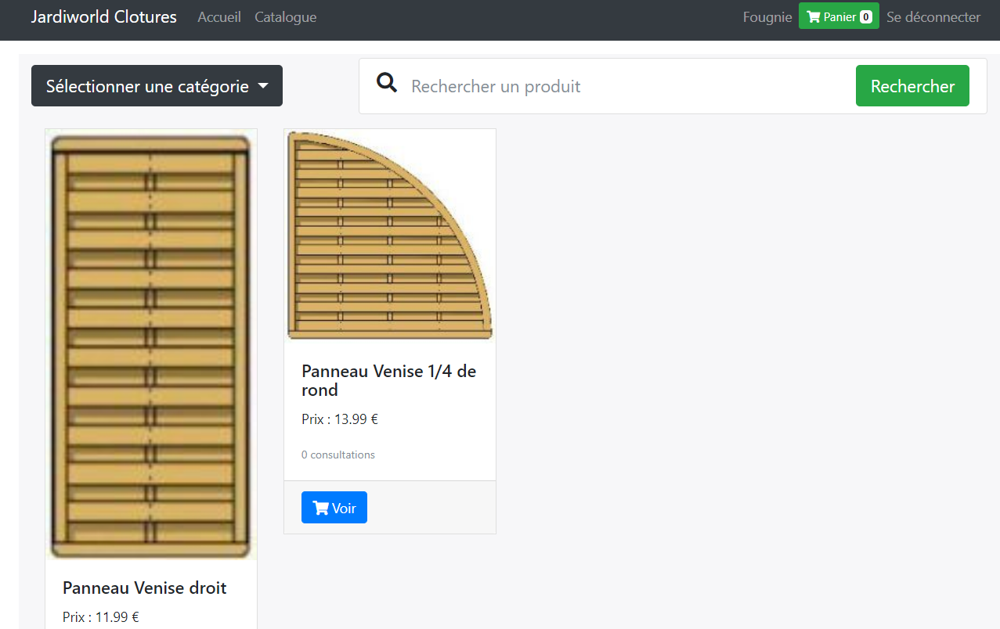 Jardiworld Clotures Accueil Catalogue Fougnie Panier 0 Se déconnecter
Sélectionner une catégorie Rechercher un produit Rechercher
Panneau Venise 1/4 de
rond
Prix : 13.99 €
0 consultations
Voir
Panneau Venise droit
Prix : 11.99 €